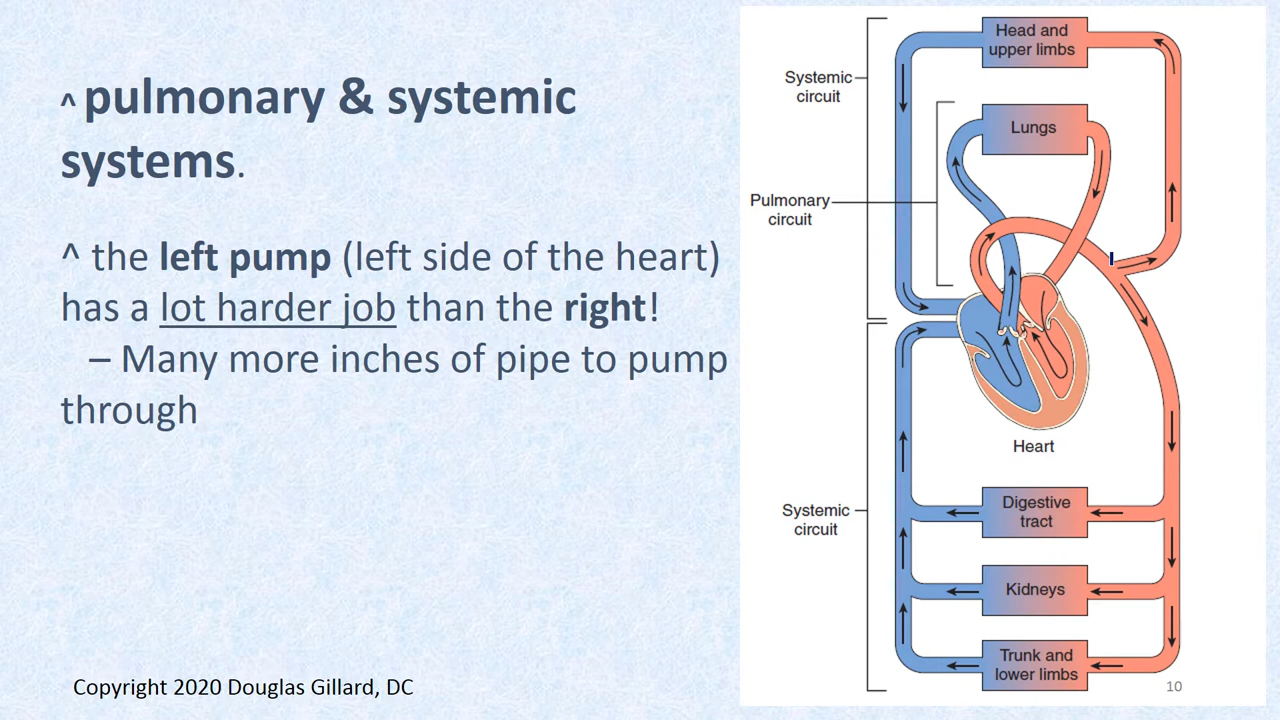 ^ pulmonary & systemic
systems.
^ the left pump (left side of the heart)
has a lot harder job than the right!
– Many more inches of pipe to pump
through
Copyright 2020 Douglas Gillard, DC
Head and
upper limbs
Systemic
circuit
Lungs
Pulmonary
circuit
Heart
Systemic
circuit
Digestive
tract
Kidneys
Trunk and
lower limbs
10